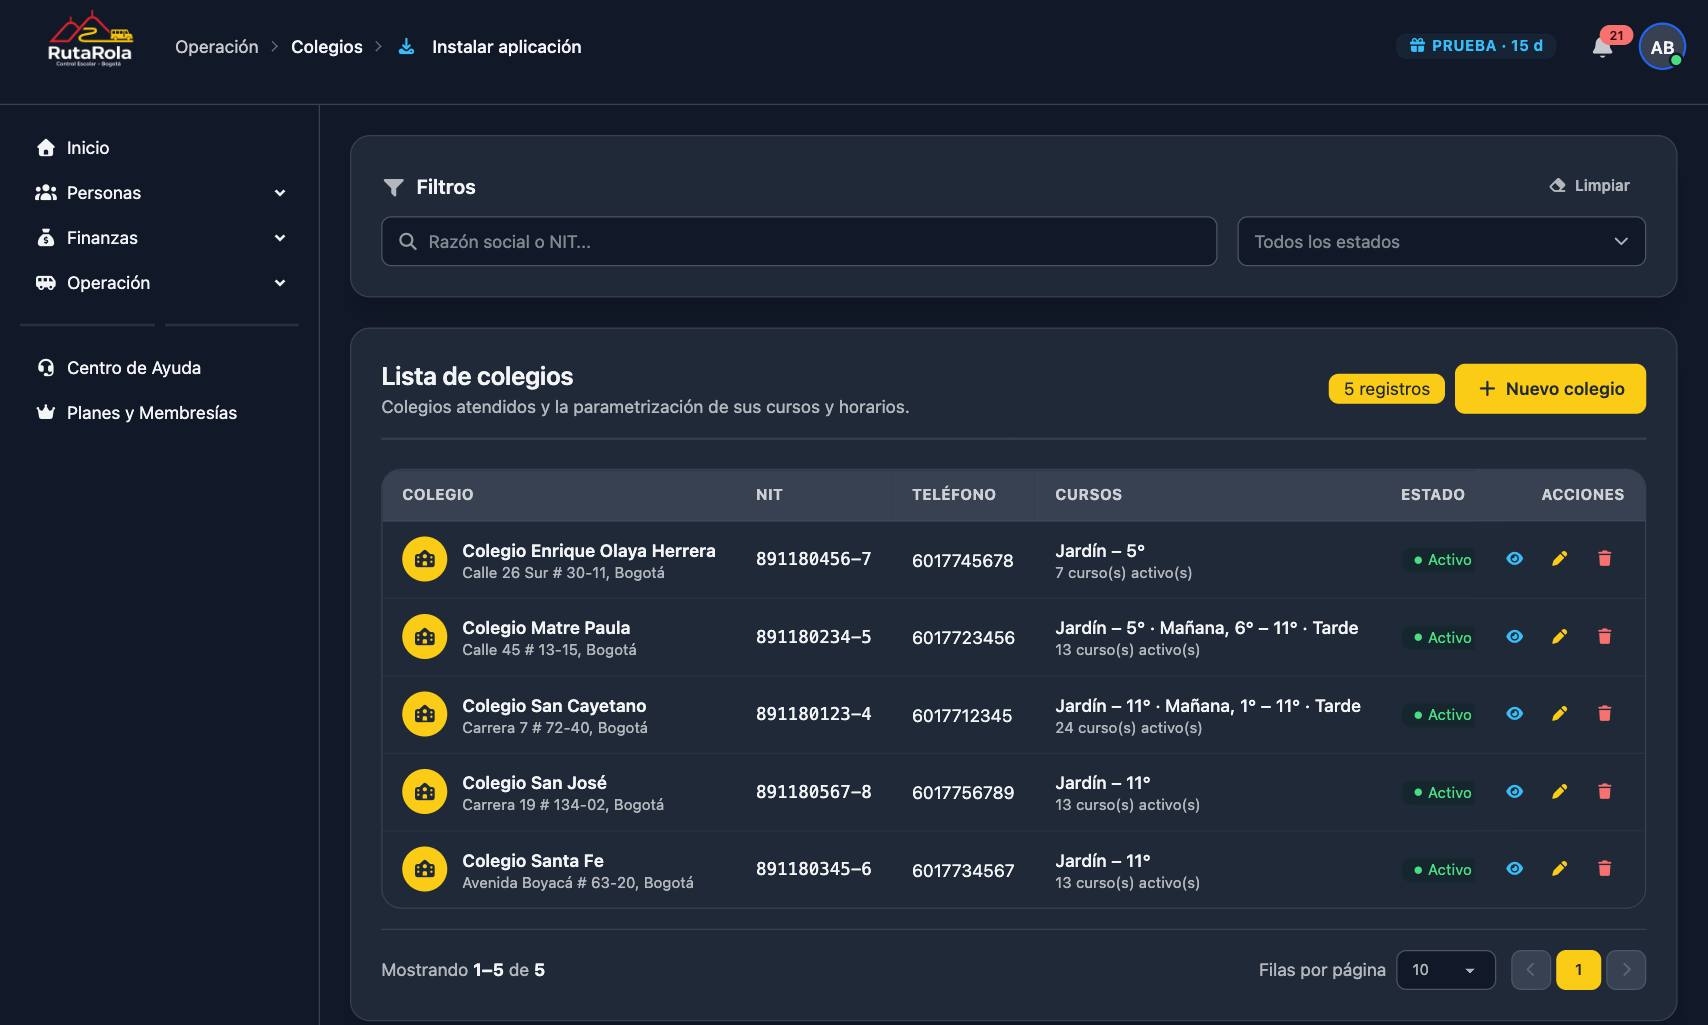 RutaRola
Control Escolar - Bogotá
Operación > Colegios > Instalar aplicación
PRUEBA · 15 d
21
AB
Inicio
Personas
Finanzas
Operación
Centro de Ayuda
Planes y Membresías
Filtros
Limpiar
Razón social o NIT...
Todos los estados
Lista de colegios
Colegios atendidos y la parametrización de sus cursos y horarios.
5 registros
+ Nuevo colegio
COLEGIO NIT TELÉFONO CURSOS ESTADO ACCIONES
Colegio Enrique Olaya Herrera 891180456–7 6017745678 Jardín – 5° Activo
Calle 26 Sur # 30-11, Bogotá 7 curso(s) activo(s)
Colegio Matre Paula 891180234–5 6017723456 Jardín – 5° · Mañana, 6° – 11° · Tarde Activo
Calle 45 # 13-15, Bogotá 13 curso(s) activo(s)
Colegio San Cayetano 891180123–4 6017712345 Jardín – 11° · Mañana, 1° – 11° · Tarde Activo
Carrera 7 # 72-40, Bogotá 24 curso(s) activo(s)
Colegio San José 891180567–8 6017756789 Jardín – 11° Activo
Carrera 19 # 134-02, Bogotá 13 curso(s) activo(s)
Colegio Santa Fe 891180345–6 6017734567 Jardín – 11° Activo
Avenida Boyacá # 63-20, Bogotá 13 curso(s) activo(s)
Mostrando 1–5 de 5
Filas por página 10
1